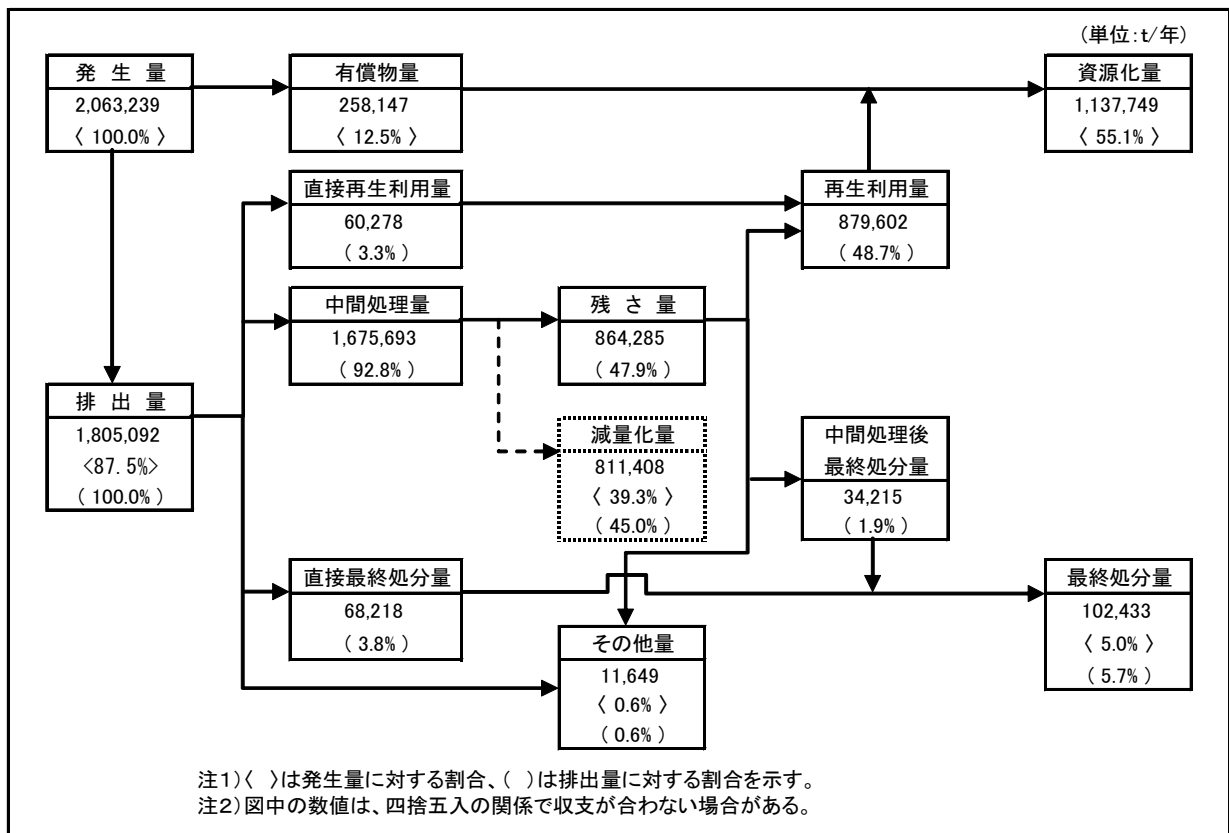 (単位:t/年)
発 生 量
2,063,239
〈 100.0% 〉
有償物量
258,147
〈 12.5% 〉
資源化量
1,137,749
〈 55.1% 〉
直接再生利用量
60,278
( 3.3% )
再生利用量
879,602
( 48.7% )
中間処理量
1,675,693
( 92.8% )
残 さ 量
864,285
( 47.9% )
排 出 量
1,805,092
<87.5%>
( 100.0% )
減量化量
811,408
〈 39.3% 〉
( 45.0% )
中間処理後
最終処分量
34,215
( 1.9% )
直接最終処分量
68,218
( 3.8% )
最終処分量
102,433
〈 5.0% 〉
( 5.7% )
その他量
11,649
〈 0.6% 〉
( 0.6% )
注1)〈 〉は発生量に対する割合、( )は排出量に対する割合を示す。
注2)図中の数値は、四捨五入の関係で収支が合わない場合がある。